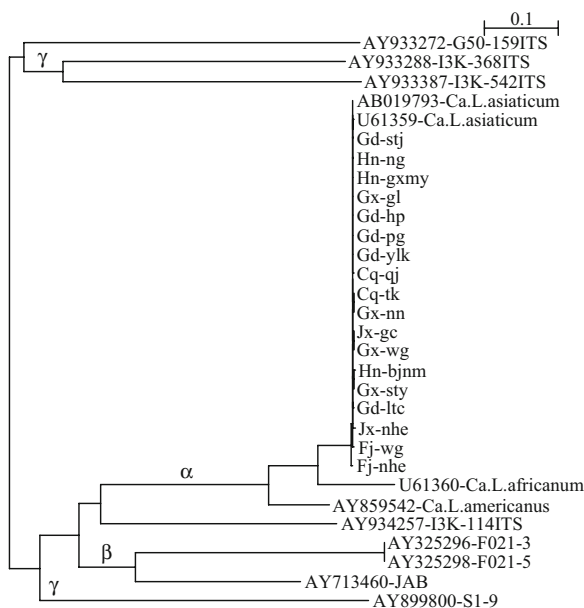 0.1
AY933272-G50-159ITS
γ
AY933288-I3K-368ITS
AY933387-I3K-542ITS
AB019793-Ca.L.asiaticum
U61359-Ca.L.asiaticum
Gd-stj
Hn-ng
Hn-gxmy
Gx-gl
Gd-hp
Gd-pg
Gd-ylk
Cq-qj
Cq-tk
Gx-nn
Jx-gc
Gx-wg
Hn-bjnm
Gx-sty
Gd-ltc
Jx-nhe
Fj-wg
Fj-nhe
α
U61360-Ca.L.africanum
AY859542-Ca.L.americanus
AY934257-I3K-114ITS
AY325296-F021-3
β
AY325298-F021-5
AY713460-JAB
γ
AY899800-S1-9